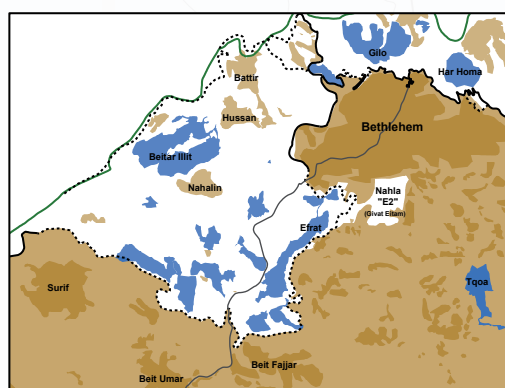 Gilo
Har Homa
Battir
Hussan
Bethlehem
Beitar Illit
Nahalin
Nahla
"E2"
(Givat Eitam)
Efrat
Tqoa
Surif
Beit Fajjar
Beit Umar